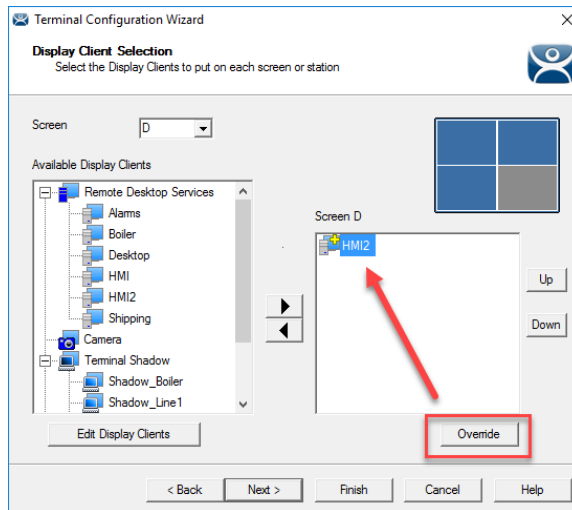 Terminal Configuration Wizard
Display Client Selection
Select the Display Clients to put on each screen or station
Screen
D
Available Display Clients
Remote Desktop Services
Alarms
Boiler
Desktop
HMI
HMI2
Shipping
Camera
Terminal Shadow
Shadow_Boiler
Shadow_Line1
Edit Display Clients
Screen D
HMI2
Up
Down
Override
< Back
Next >
Finish
Cancel
Help